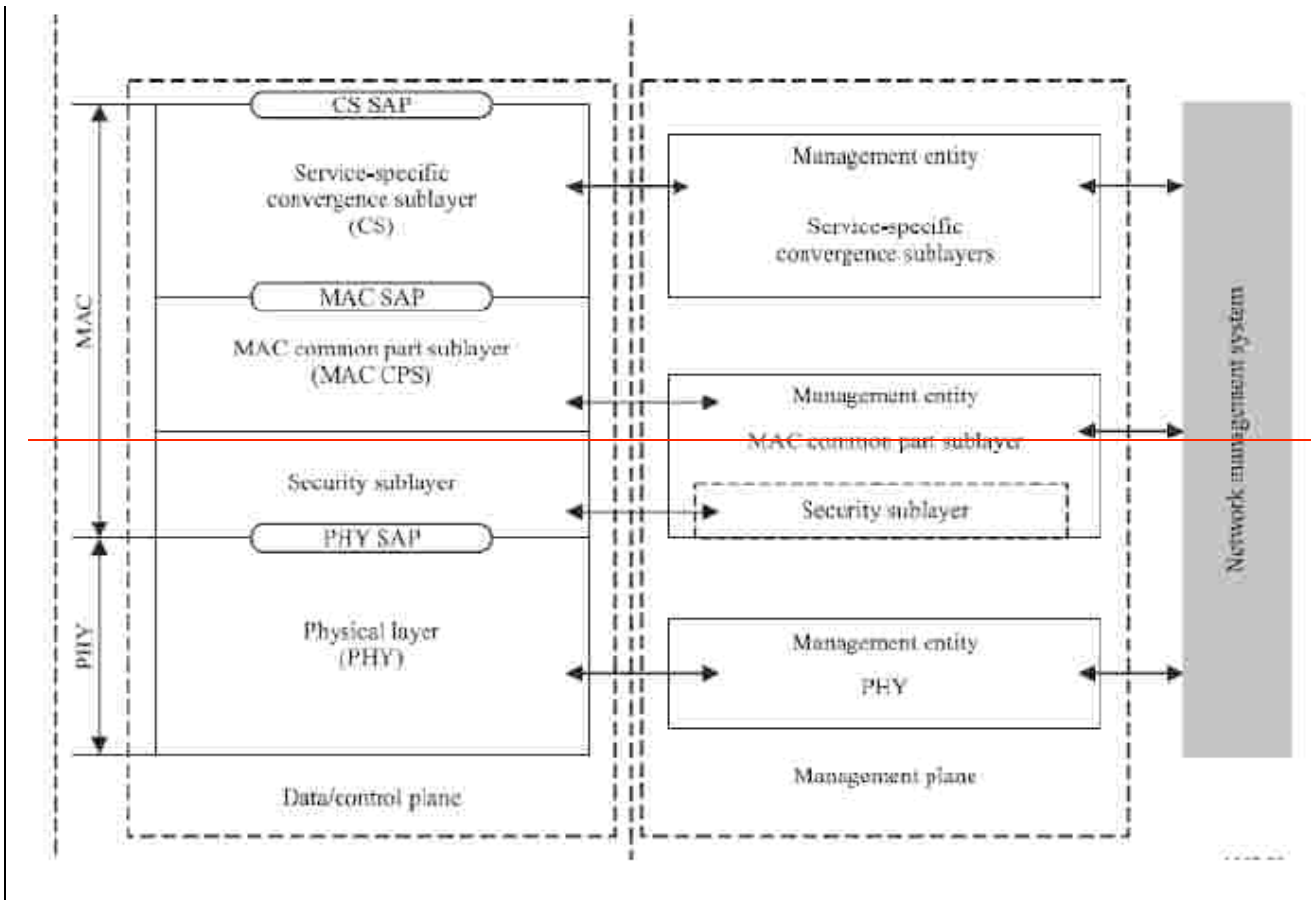 CS SAP
Service-specific
convergence sublayer
(CS)
MAC SAP
MAC common part sublayer
(MAC CPS)
Security sublayer
PHY SAP
Physical layer
(PHY)
Data/control plane
MAC
PHY
Management entity
Service-specific
convergence sublayers
Management entity
MAC common part sublayer
Security sublayer
Management entity
PHY
Management plane
Network management system